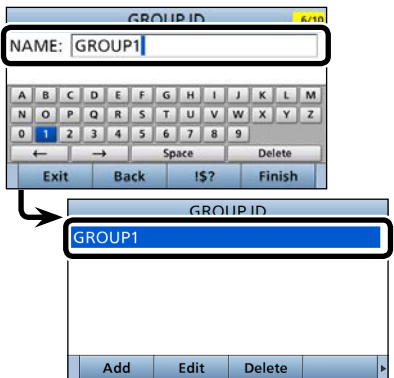 GROUP ID 6/10
NAME: GROUP1
A B C D E F G H I J K L M
N O P Q R S T U V W X Y Z
0 1 2 3 4 5 6 7 8 9
← → Space Delete
Exit Back !$? Finish
GROUP ID
GROUP1
Add Edit Delete